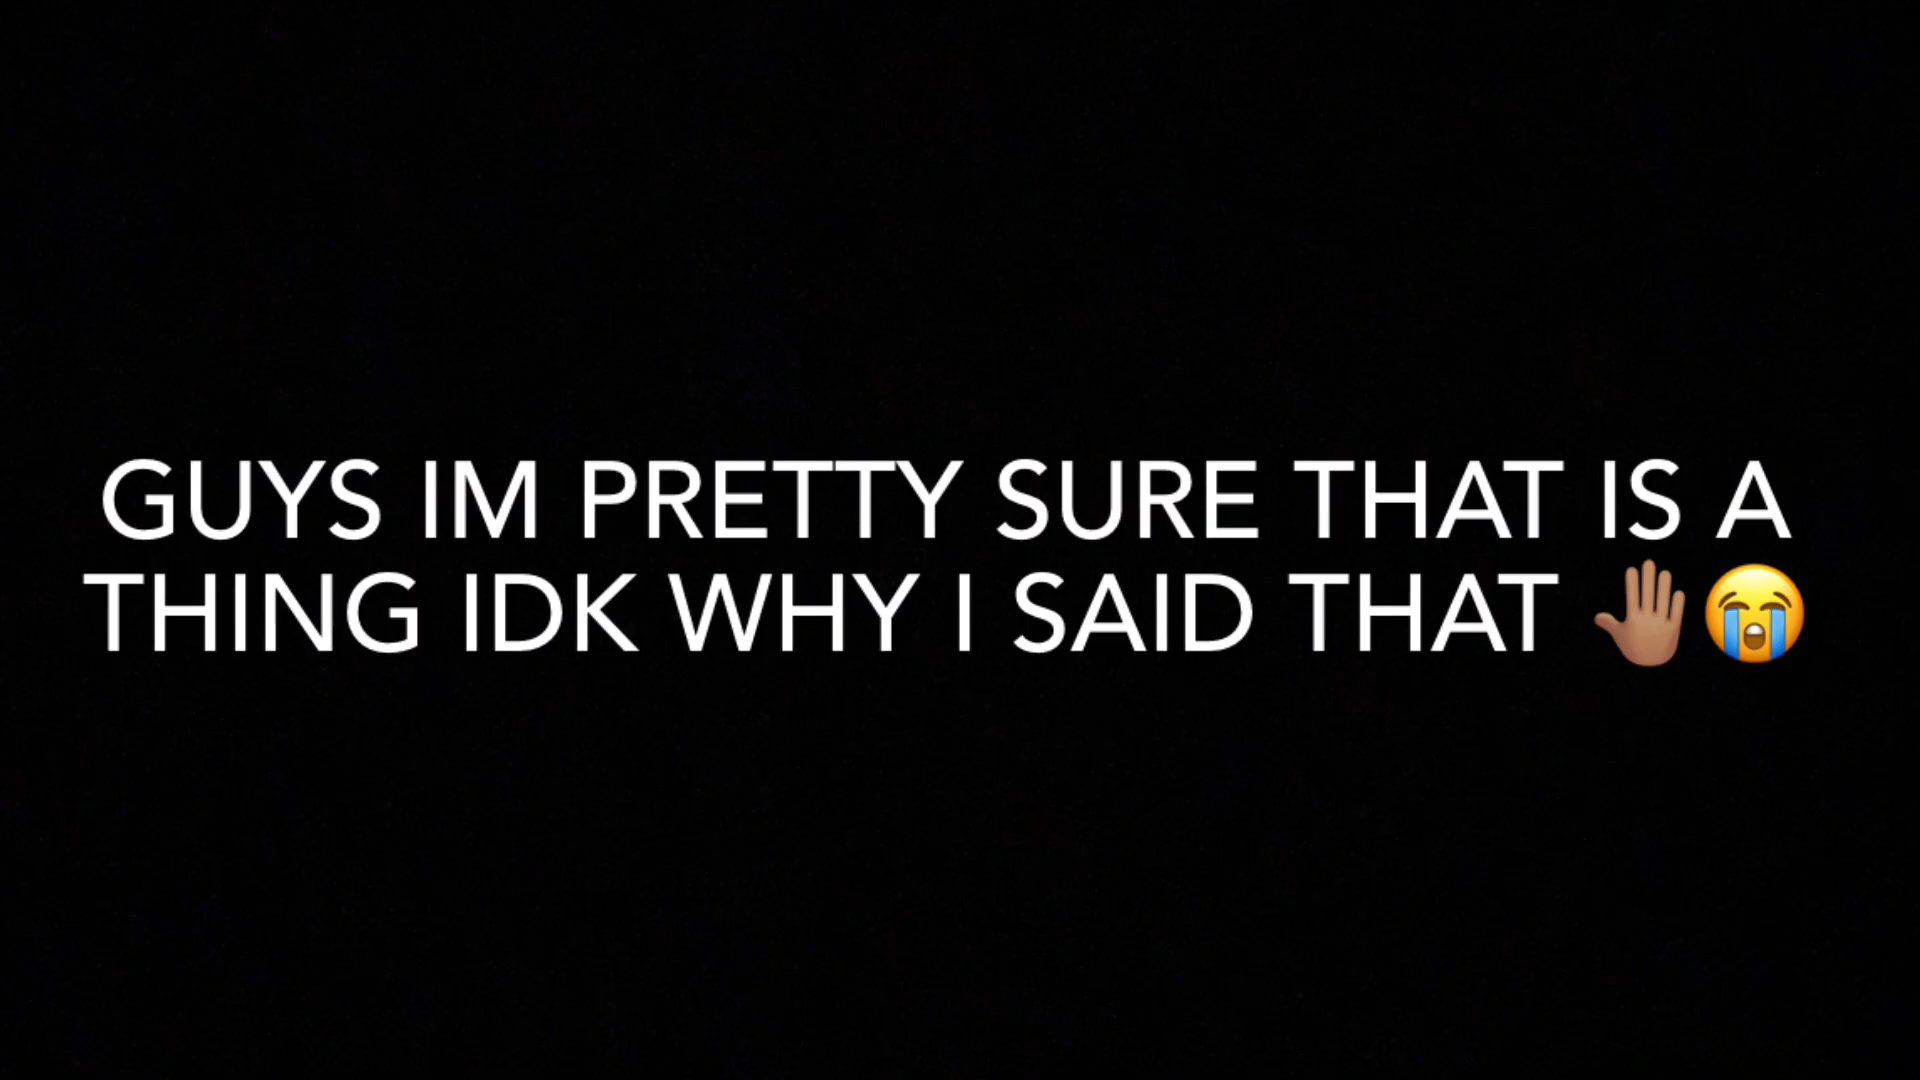 GUYS IM PRETTY SURE THAT IS A
THING IDK WHY I SAID THAT 🤚🏽😭